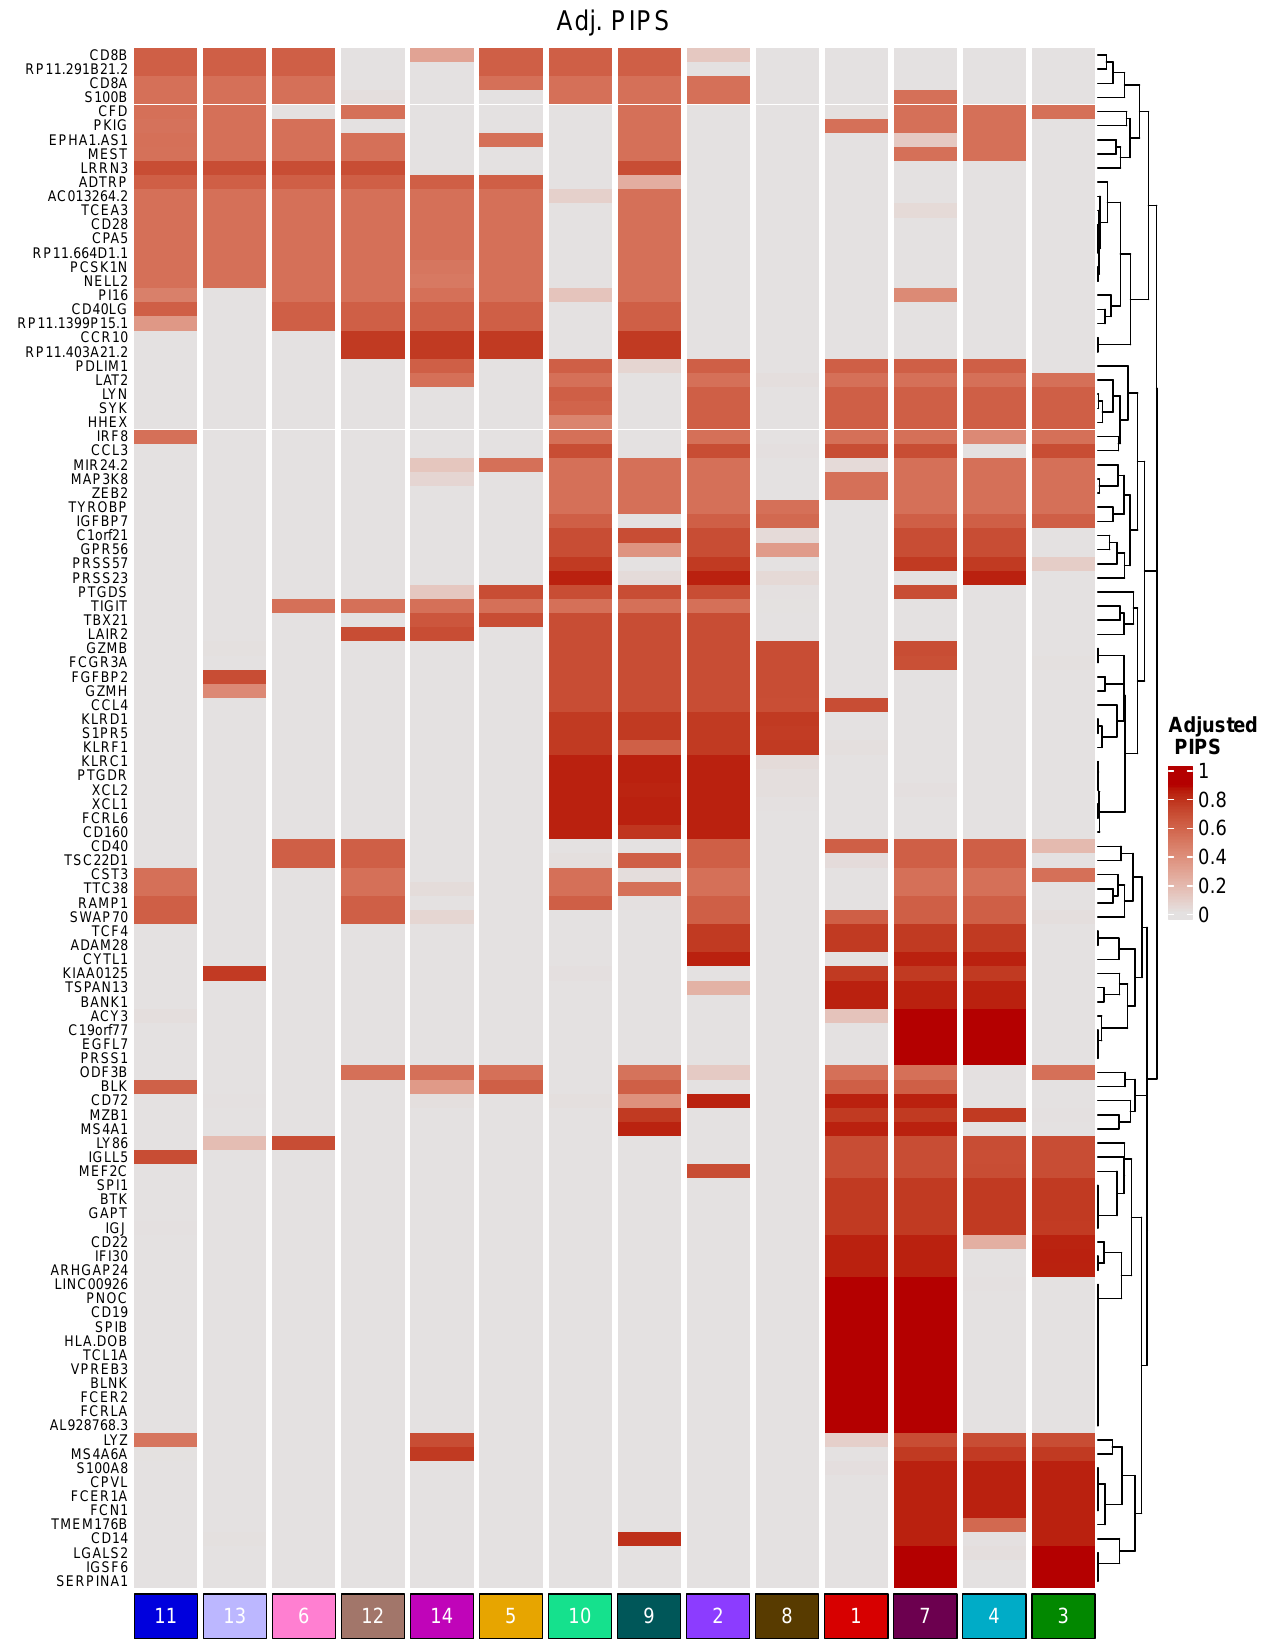 Adj. PIPS
CD8B
RP11.291B21.2
CD8A
S100B
CFD
PKIG
EPHA1.AS1
MEST
LRRN3
ADTRP
AC013264.2
TCEA3
CD28
CPA5
RP11.664D1.1
PCSK1N
NELL2
PI16
CD40LG
RP11.1399P15.1
CCR10
RP11.403A21.2
PDLIM1
LAT2
LYN
SYK
HHEX
IRF8
CCL3
MIR24.2
MAP3K8
ZEB2
TYROBP
IGFBP7
C1orf21
GPR56
PRSS57
PRSS23
PTGDS
TIGIT
TBX21
LAIR2
GZMB
FCGR3A
FGFBP2
GZMH
CCL4
KLRD1
S1PR5
KLRF1
KLRC1
PTGDR
XCL2
XCL1
FCRL6
CD160
CD40
TSC22D1
CST3
TTC38
RAMP1
SWAP70
TCF4
ADAM28
CYTL1
KIAA0125
TSPAN13
BANK1
ACY3
C19orf77
EGFL7
PRSS1
ODF3B
BLK
CD72
MZB1
MS4A1
LY86
IGLL5
MEF2C
SPI1
BTK
GAPT
IGJ
CD22
IFI30
ARHGAP24
LINC00926
PNOC
CD19
SPIB
HLA.DOB
TCL1A
VPREB3
BLNK
FCER2
FCRLA
AL928768.3
LYZ
MS4A6A
S100A8
CPVL
FCER1A
FCN1
TMEM176B
CD14
LGALS2
IGSF6
SERPINA1
11 13 6 12 14 5 10 9 2 8 1 7 4 3
Adjusted
PIPS
1
0.8
0.6
0.4
0.2
0